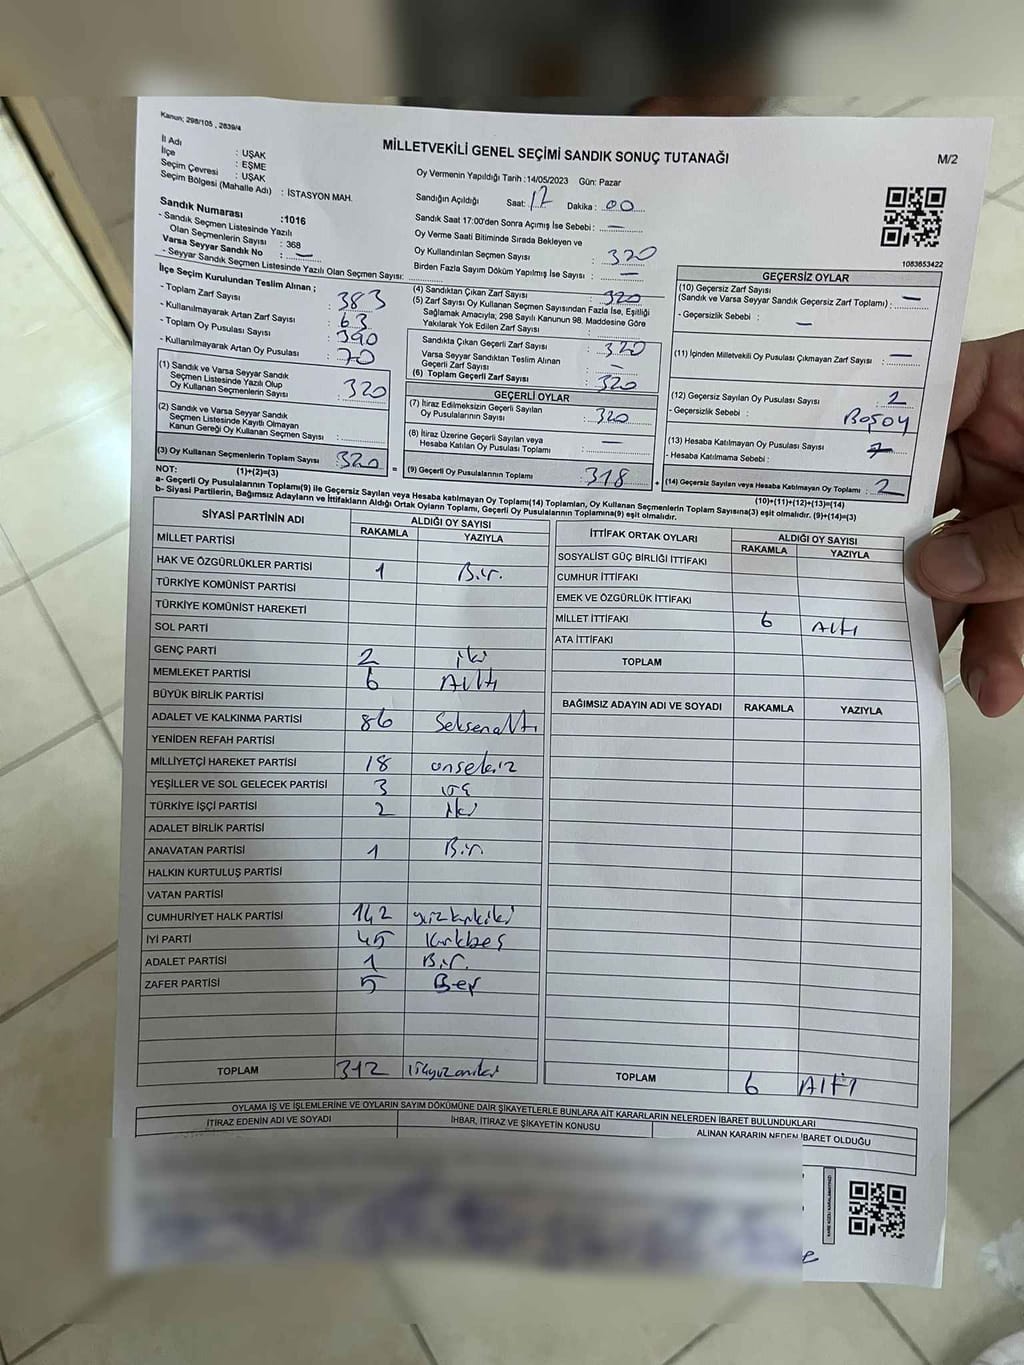 Kanun; 298/105 , 2839/4
MİLLETVEKİLİ GENEL SEÇİMİ SANDIK SONUÇ TUTANAĞI
M/2
İl Adı : UŞAK
İlçe : EŞME
Seçim Çevresi : UŞAK
Seçim Bölgesi (Mahalle Adı) : İSTASYON MAH.
Sandık Numarası :1016
- Sandık Seçmen Listesinde Yazılı
Olan Seçmenlerin Sayısı : 368
Varsa Seyyar Sandık No : —
- Seyyar Sandık Seçmen Listesinde Yazılı Olan Seçmen Sayısı:
Oy Vermenin Yapıldığı Tarih :14/05/2023 Gün: Pazar
Sandığın Açıldığı Saat: 17 Dakika : 00
Sandık Saat 17:00'den Sonra Açımış İse Sebebi : —
Oy Verme Saati Bitiminde Sırada Bekleyen ve
Oy Kullandırılan Seçmen Sayısı : 320
Birden Fazla Sayım Döküm Yapılmış İse Sayısı : —
1083653422
İlçe Seçim Kurulundan Teslim Alınan ;
- Toplam Zarf Sayısı : 383
- Kullanılmayarak Artan Zarf Sayısı : 63
- Toplam Oy Pusulası Sayısı : 390
- Kullanılmayarak Artan Oy Pusulası : 70
(1) Sandık ve Varsa Seyyar Sandık
Seçmen Listesinde Yazılı Olup
Oy Kullanan Seçmenlerin Sayısı : 320
(2) Sandık ve Varsa Seyyar Sandık
Seçmen Listesinde Kayıtlı Olmayan
Kanun Gereği Oy Kullanan Seçmen Sayısı :
(3) Oy Kullanan Seçmenlerin Toplam Sayısı : 320
(1)+(2)=(3)
(4) Sandıktan Çıkan Zarf Sayısı : 320
(5) Zarf Sayısı Oy Kullanan Seçmen Sayısından Fazla İse, Eşitliği
Sağlamak Amacıyla, 298 Sayılı Kanunun 98. Maddesine Göre
Yakılarak Yok Edilen Zarf Sayısı :
Sandıkta Çıkan Geçerli Zarf Sayısı : 320
Varsa Seyyar Sandıktan Teslim Alınan
Geçerli Zarf Sayısı : —
(6) Toplam Geçerli Zarf Sayısı : 320
GEÇERLİ OYLAR
(7) İtiraz Edilmeksizin Geçerli Sayılan
Oy Pusulalarının Sayısı : 320
(8) İtiraz Üzerine Geçerli Sayılan veya
Hesaba Katılan Oy Pusulası Toplamı : —
(9) Geçerli Oy Pusulalarının Toplamı : 318
GEÇERSİZ OYLAR
(10) Geçersiz Zarf Sayısı
(Sandık ve Varsa Seyyar Sandık Geçersiz Zarf Toplamı) : —
- Geçersizlik Sebebi : —
(11) İçinden Milletvekili Oy Pusulası Çıkmayan Zarf Sayısı : —
(12) Geçersiz Sayılan Oy Pusulası Sayısı : 2
- Geçersizlik Sebebi : Boşoy
(13) Hesaba Katılmayan Oy Pusulası Sayısı :
- Hesaba Katılmama Sebebi :
(14) Geçersiz Sayılan veya Hesaba Katılmayan Oy Toplamı : 2
(10)+(11)+(12)+(13)=(14)
NOT:
a- Geçerli Oy Pusulalarının Toplamı(9) ile Geçersiz Sayılan veya Hesaba katılmayan Oy Toplamı(14) Toplamları, Oy Kullanan Seçmenlerin Toplam Sayısına(3) eşit olmalıdır. (9)+(14)=(3)
b- Siyasi Partilerin, Bağımsız Adayların ve İttifakların Aldığı Ortak Oyların Toplamı, Geçerli Oy Pusulalarının Toplamına(9) eşit olmalıdır.
SİYASİ PARTİNİN ADI ALDIĞI OY SAYISI
RAKAMLA YAZIYLA
MİLLET PARTİSİ
HAK VE ÖZGÜRLÜKLER PARTİSİ 1 Bir.
TÜRKİYE KOMÜNİST PARTİSİ
TÜRKİYE KOMÜNİST HAREKETİ
SOL PARTİ
GENÇ PARTİ 2 iki
MEMLEKET PARTİSİ 6 Altı
BÜYÜK BİRLİK PARTİSİ
ADALET VE KALKINMA PARTİSİ 86 Seksenaltı
YENİDEN REFAH PARTİSİ
MİLLİYETÇİ HAREKET PARTİSİ 18 onsekiz
YEŞİLLER VE SOL GELECEK PARTİSİ 3 üç
TÜRKİYE İŞÇİ PARTİSİ 2 iki
ADALET BİRLİK PARTİSİ
ANAVATAN PARTİSİ 1 Bir.
HALKIN KURTULUŞ PARTİSİ
VATAN PARTİSİ
CUMHURİYET HALK PARTİSİ 142 yüzkırkiki
İYİ PARTİ 45 Kırkbeş
ADALET PARTİSİ 1 Bir.
ZAFER PARTİSİ 5 Beş
TOPLAM 312 üçyüzoniki
İTTİFAK ORTAK OYLARI ALDIĞI OY SAYISI
RAKAMLA YAZIYLA
SOSYALİST GÜÇ BİRLİĞİ İTTİFAKI
CUMHUR İTTİFAKI
EMEK VE ÖZGÜRLÜK İTTİFAKI
MİLLET İTTİFAKI 6 Altı
ATA İTTİFAKI
TOPLAM
BAĞIMSIZ ADAYIN ADI VE SOYADI RAKAMLA YAZIYLA
TOPLAM 6 Altı
OYLAMA İŞ VE İŞLEMLERİNE VE OYLARIN SAYIM DÖKÜMÜNE DAİR ŞİKAYETLERLE BUNLARA AİT KARARLARIN NELERDEN İBARET BULUNDUKLARI
İTİRAZ EDENİN ADI VE SOYADI İHBAR, İTİRAZ VE ŞİKAYETİN KONUSU ALINAN KARARIN NEDEN İBARET OLDUĞU